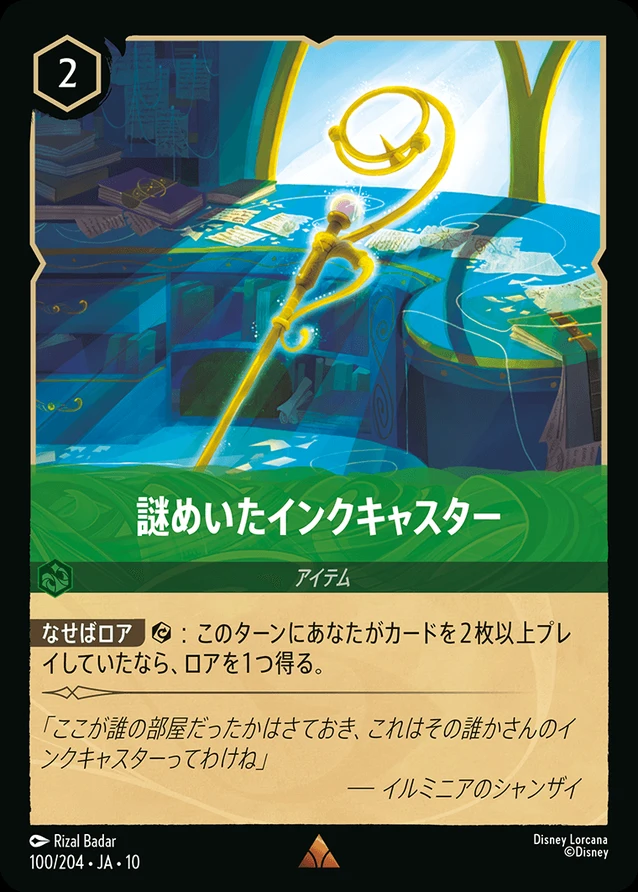 2
謎めいたインクキャスター
アイテム
なせばロア : このターンにあなたがカードを2枚以上プレ
イしていたなら、ロアを1つ得る。
「ここが誰の部屋だったかはさておき、これはその誰かさんのイ
ンクキャスターってわけね」
— イルミニアのシャンザイ
Rizal Badar
100/204・JA・10
Disney Lorcana
©Disney